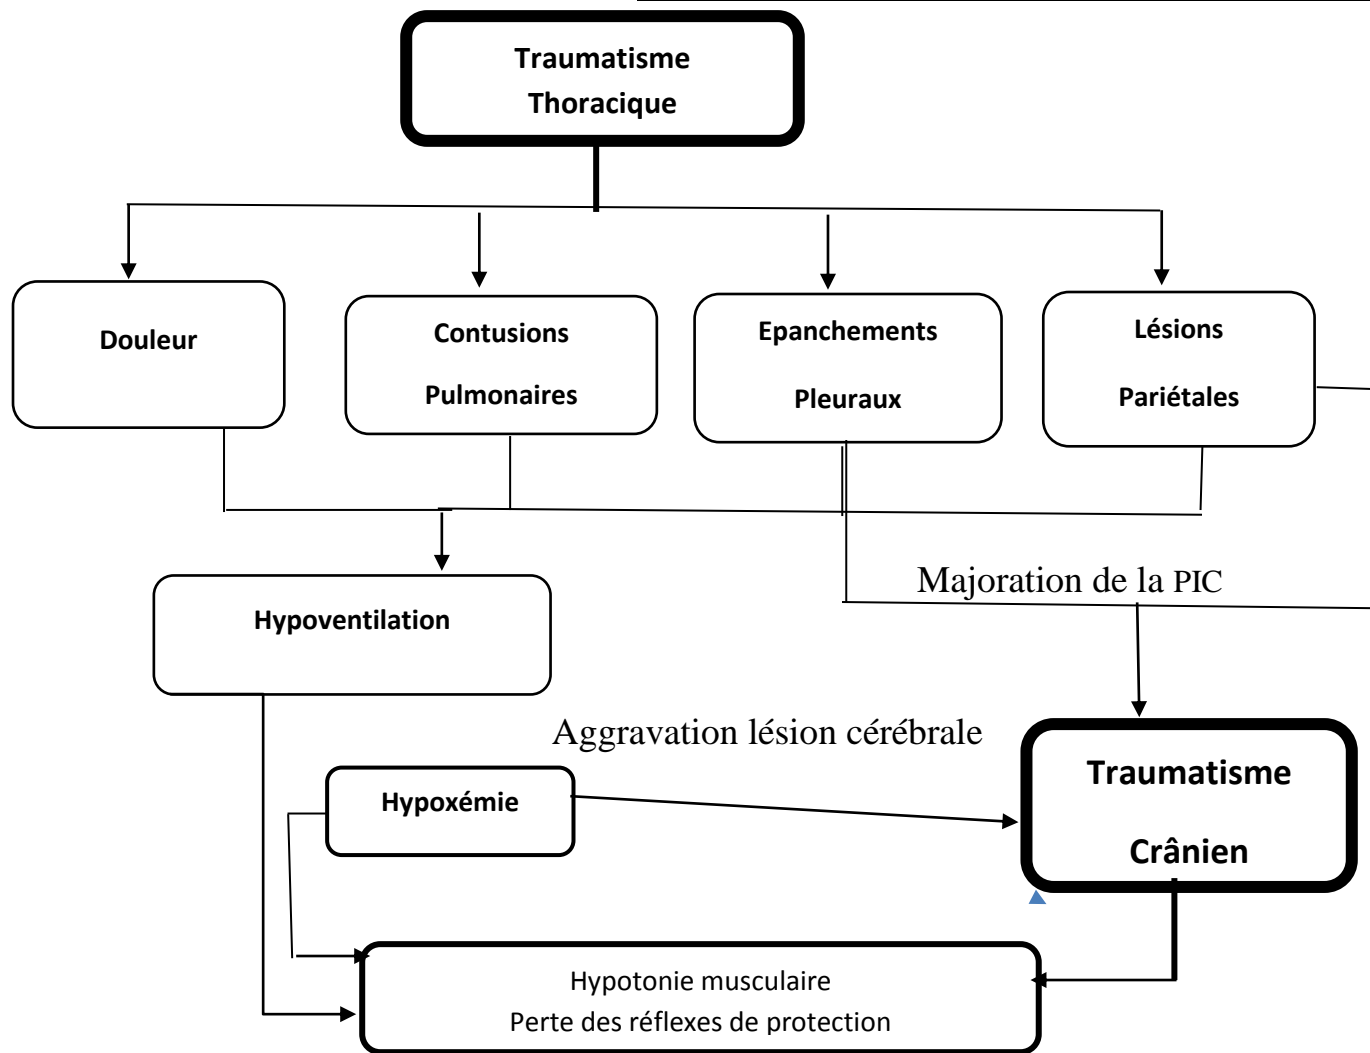 Traumatisme
Thoracique
Douleur
Contusions
Pulmonaires
Epanchements
Pleuraux
Lésions
Pariétales
Majoration de la PIC
Hypoventilation
Aggravation lésion cérébrale
Hypoxémie
Traumatisme
Crânien
Hypotonie musculaire
Perte des réflexes de protection